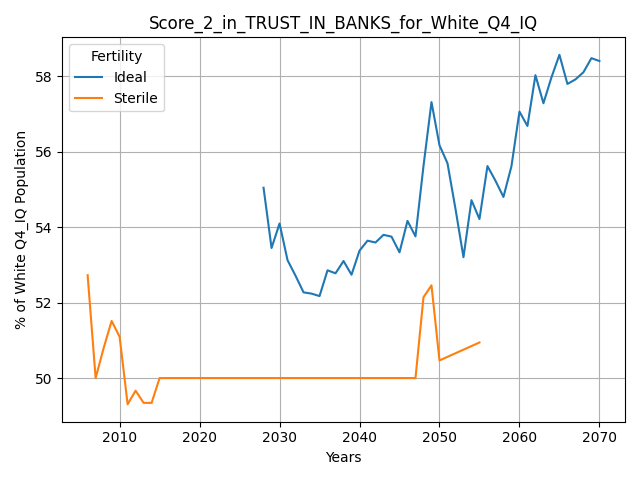 Score_2_in_TRUST_IN_BANKS_for_White_Q4_IQ
Fertility
Ideal
Sterile
% of White Q4_IQ Population
58
56
54
52
50
2010 2020 2030 2040 2050 2060 2070
Years